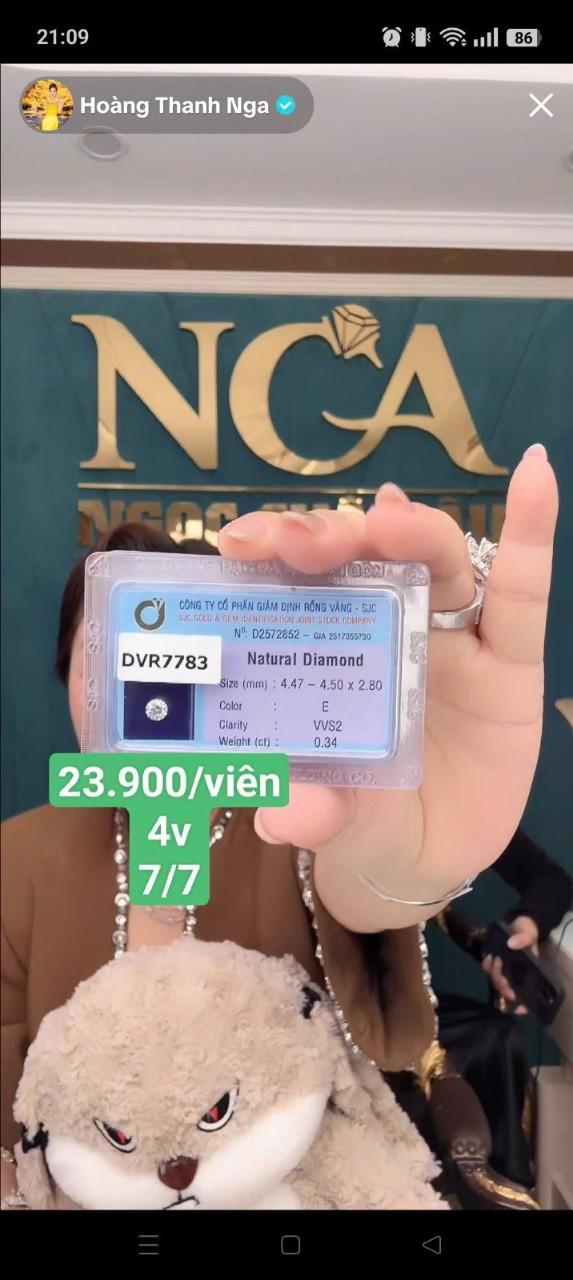 21:09
86
Hoàng Thanh Nga
NCA
CÔNG TY CỔ PHẦN GIÁM ĐỊNH RỒNG VÀNG - SJC
SJC GOLD & GEM IDENTIFICATION JOINT STOCK COMPANY
Nº: D2572852 - GIA 2517355730
DVR7783
Natural Diamond
Size (mm) : 4.47 – 4.50 x 2.80
Color : E
Clarity : VVS2
Weight (ct) : 0.34
23.900/viên
4v
7/7